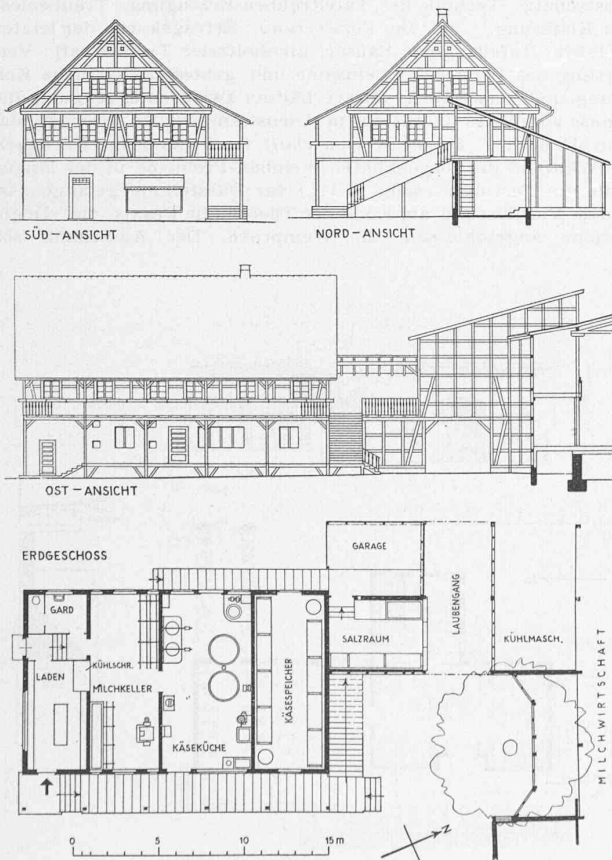 SÜD-ANSICHT
NORD-ANSICHT
OST-ANSICHT
ERDGESCHOSS
GARAGE
GARD
LAUBENGANG
SALZRAUM
KÜHLMASCH.
KÜHLSCHR.
LADEN
MILCHKELLER
KÄSESPEICHER
KÄSEKÜCHE
MILCHWIRTSCHAFT
N
0 5 10 15 m